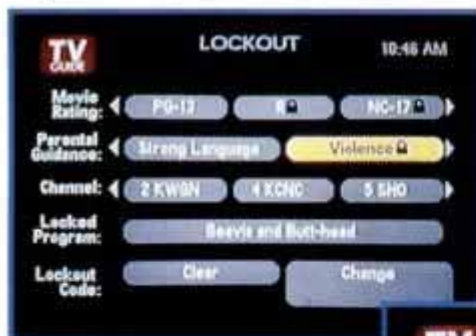 TV
GUIDE
LOCKOUT
10:46 AM
Movie
Rating:
PG-13 R NC-17
Parental
Guidance:
Strong Language Violence
Channel:
2 KWGN 4 KCNC 5 SHO
Locked
Program:
Beavis and Butt-head
Lockout
Code:
Clear Change